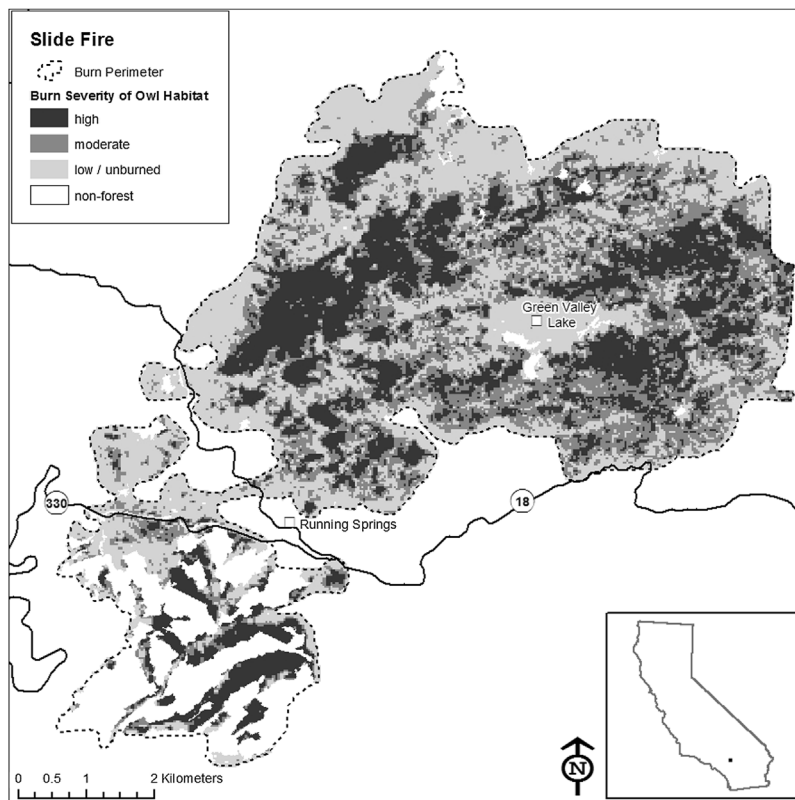 Slide Fire
Burn Perimeter
Burn Severity of Owl Habitat
high
moderate
low / unburned
non-forest
Green Valley
Lake
330
18
Running Springs
0 0.5 1 2 Kilometers
N